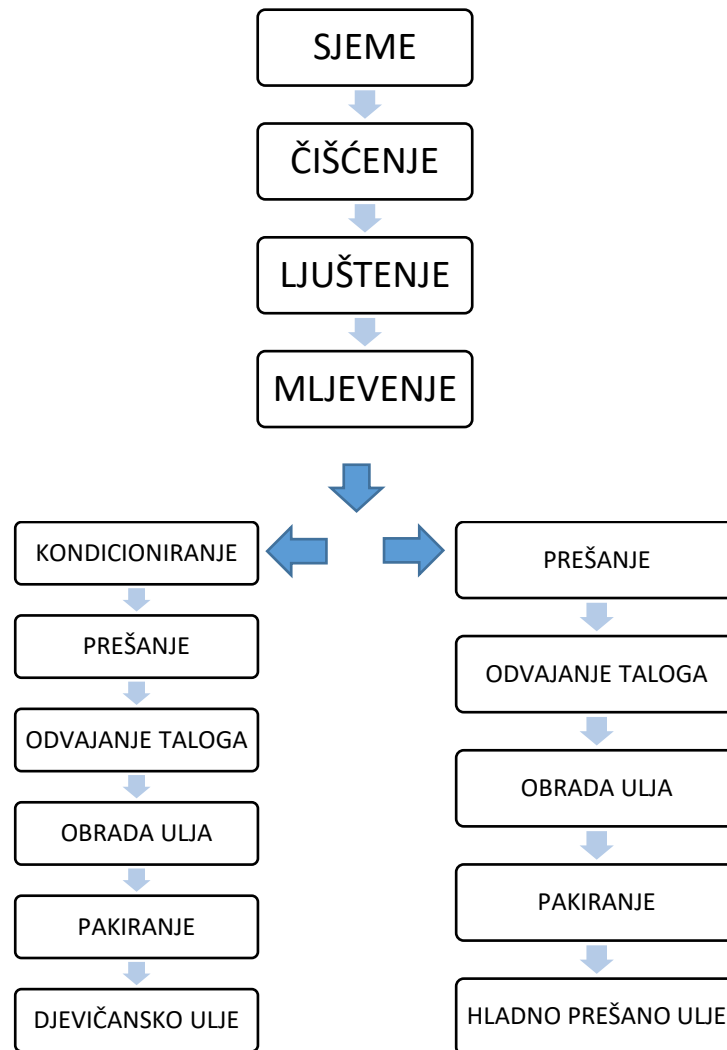 SJEME
ČIŠĆENJE
LJUŠTENJE
MLJEVENJE
KONDICIONIRANJE
PREŠANJE
ODVAJANJE TALOGA
OBRADA ULJA
PAKIRANJE
DJEVIČANSKO ULJE
PREŠANJE
ODVAJANJE TALOGA
OBRADA ULJA
PAKIRANJE
HLADNO PREŠANO ULJE